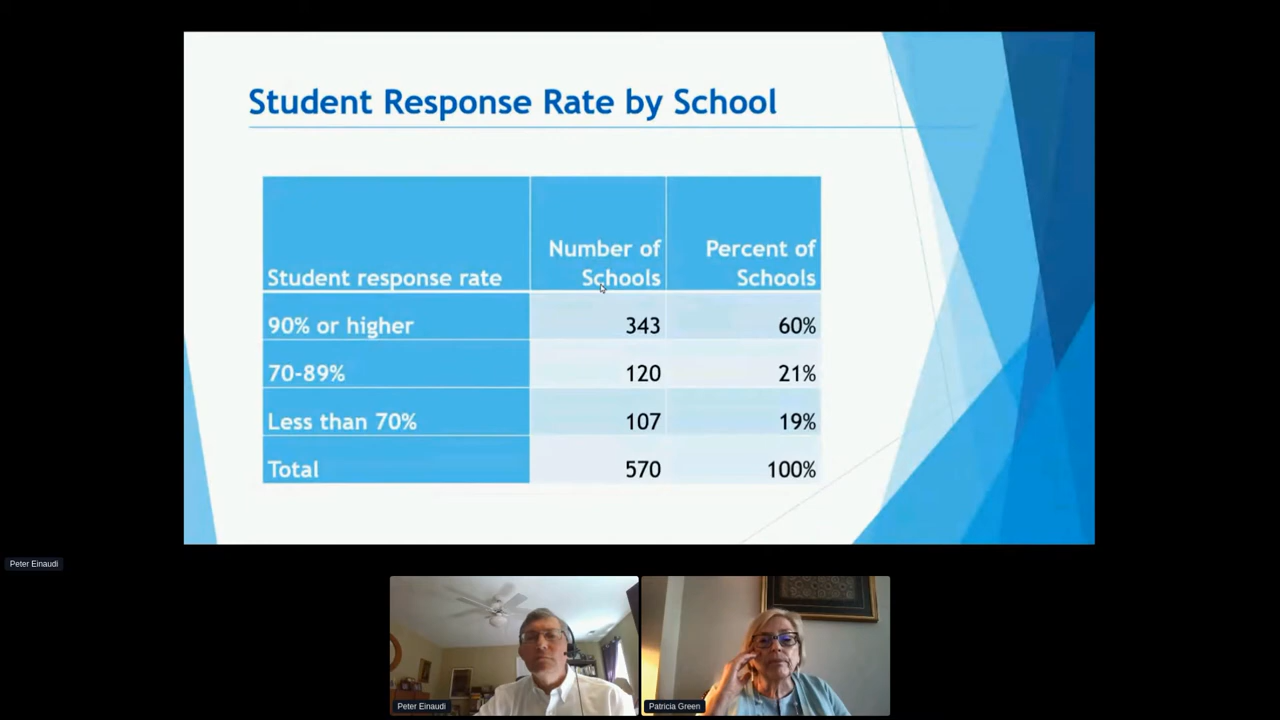 Student Response Rate by School
Number of
Schools
Percent of
Schools
Student response rate
90% or higher 343 60%
70-89% 120 21%
Less than 70% 107 19%
Total 570 100%
Peter Einaudi
Peter Einaudi
Patricia Green